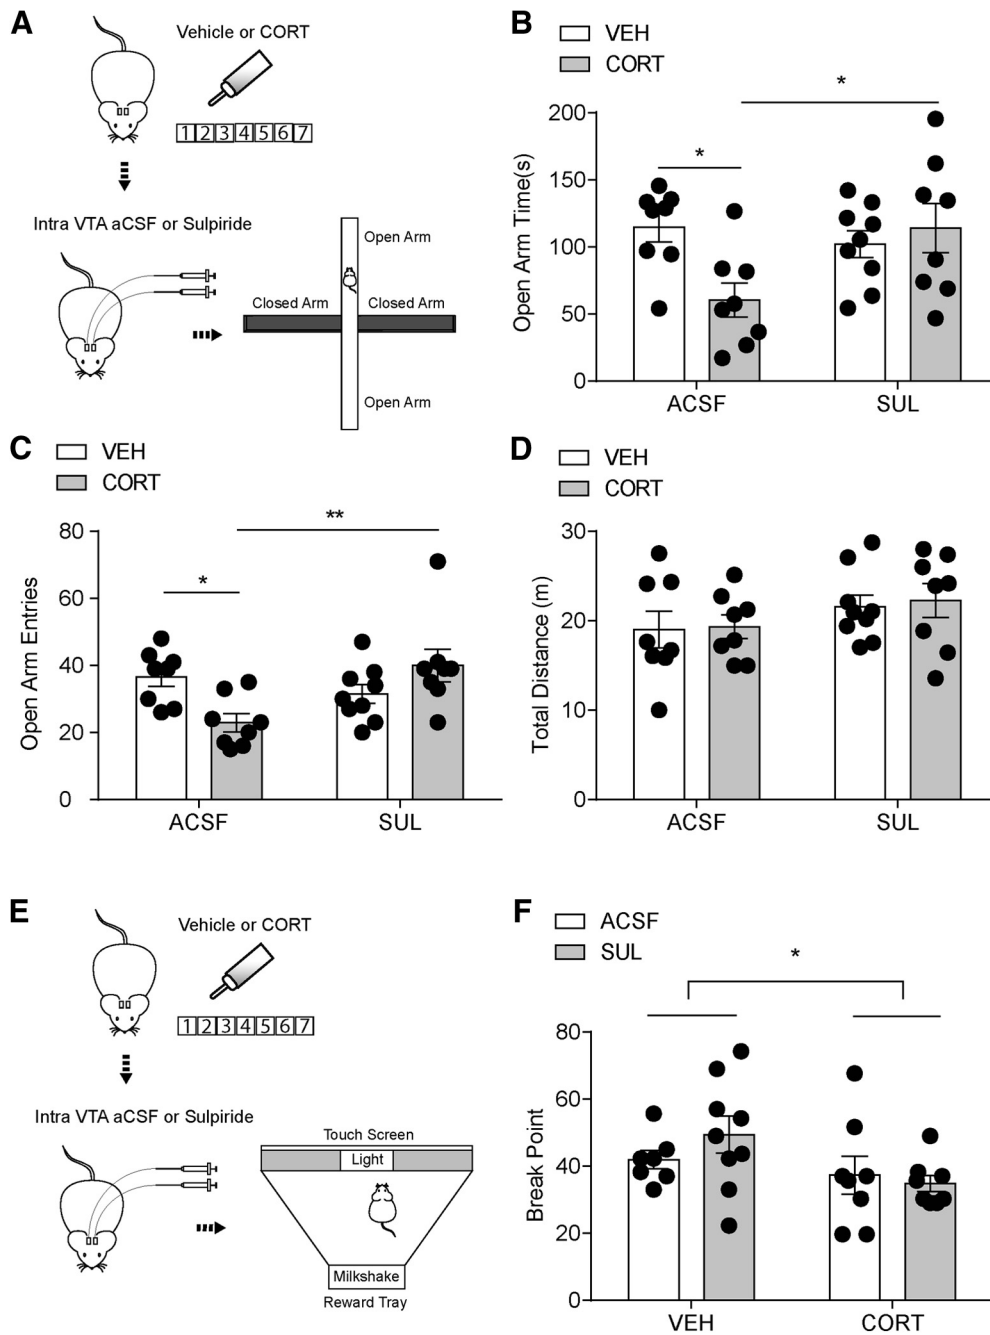 A
Vehicle or CORT
1 2 3 4 5 6 7
Intra VTA aCSF or Sulpiride
Open Arm
Closed Arm
Closed Arm
Open Arm
B
VEH
CORT
*
*
200
150
100
50
0
Open Arm Time(s)
ACSF
SUL
C
VEH
CORT
**
*
80
60
40
20
0
Open Arm Entries
ACSF
SUL
D
VEH
CORT
30
20
10
0
Total Distance (m)
ACSF
SUL
E
Vehicle or CORT
1 2 3 4 5 6 7
Intra VTA aCSF or Sulpiride
Touch Screen
Light
Milkshake
Reward Tray
F
ACSF
SUL
*
80
60
40
20
0
Break Point
VEH
CORT